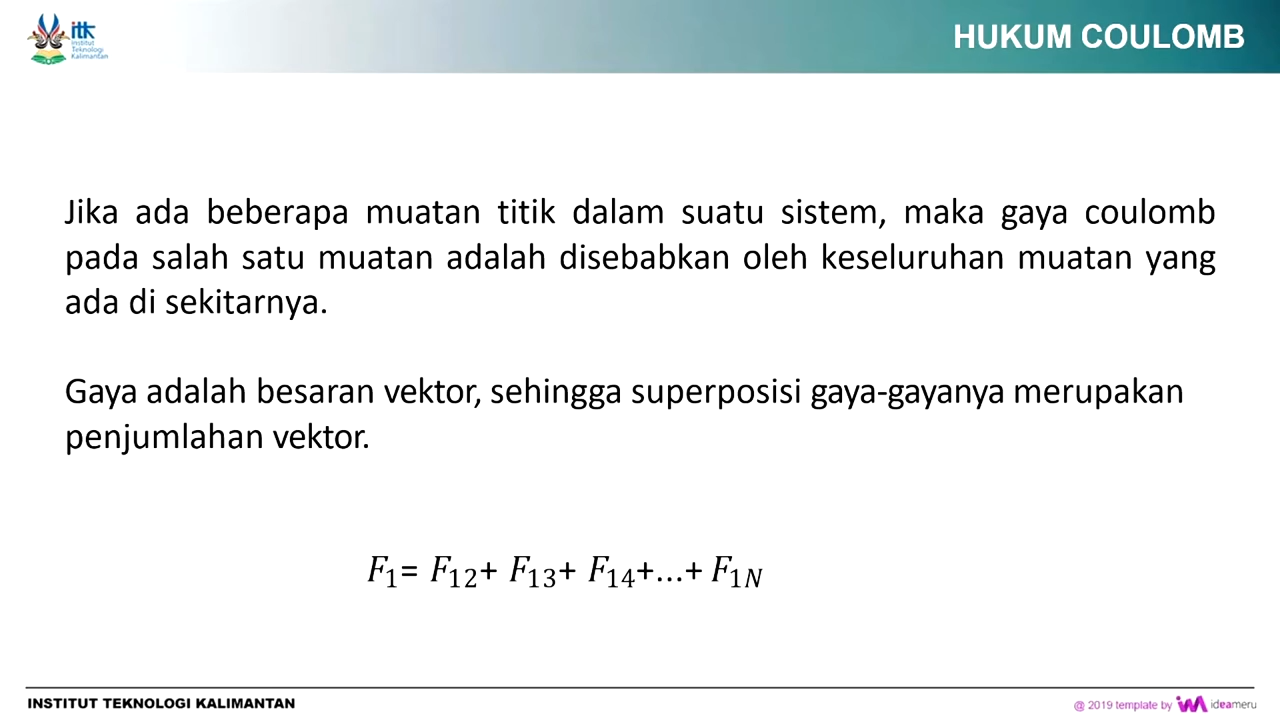 itk
Institut
Teknologi
Kalimantan
HUKUM COULOMB
Jika ada beberapa muatan titik dalam suatu sistem, maka gaya coulomb
pada salah satu muatan adalah disebabkan oleh keseluruhan muatan yang
ada di sekitarnya.
Gaya adalah besaran vektor, sehingga superposisi gaya-gayanya merupakan
penjumlahan vektor.
F₁= F₁₂+ F₁₃+ F₁₄+...+ F₁N
INSTITUT TEKNOLOGI KALIMANTAN
@ 2019 template by ideameru